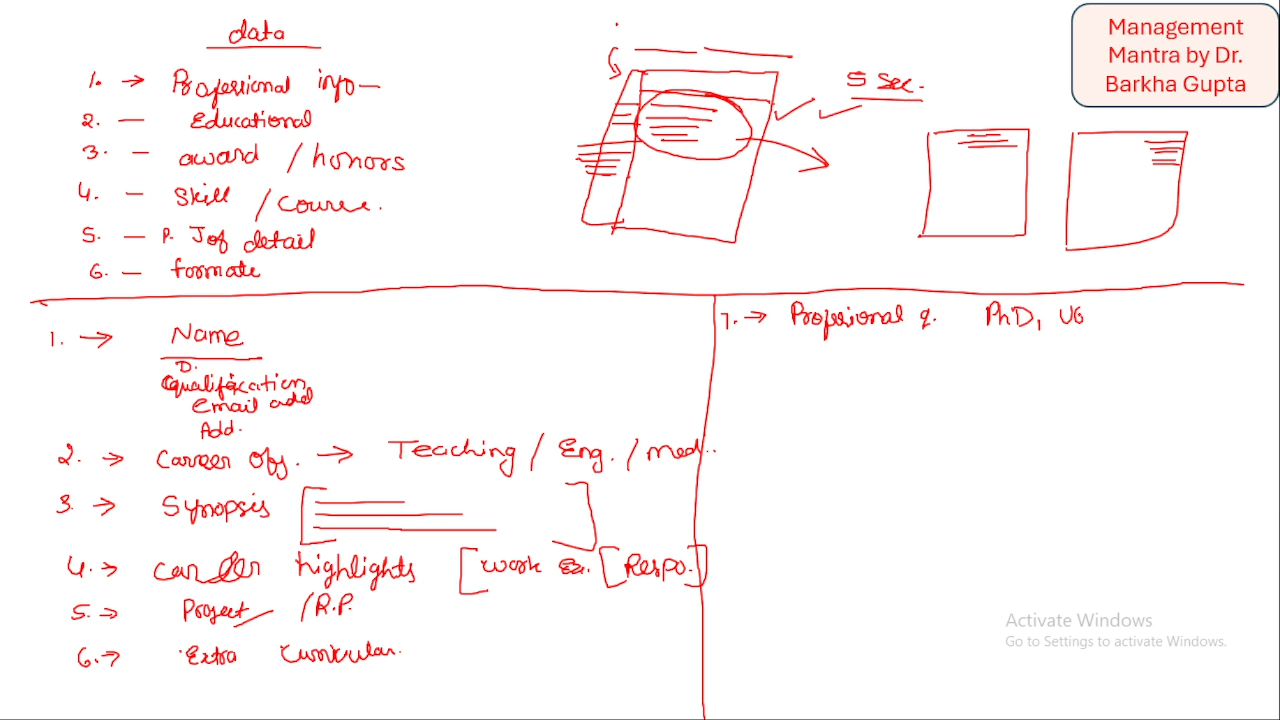 data
1. → Professional info-
2. — Educational
3. — award / honors
4. — Skill / Course.
5. — P. Job detail
6. — formate
5 Sec.
Management
Mantra by Dr.
Barkha Gupta
1. → Name
D.
Qualification
Email add
Add.
2. → Career Obj. → Teaching / Eng. / med..
3. → Synopsis
4. → Career highlights [Work Ex. [Respo.]
5. → Project / R.P.
6. → Extra curricular.
7. → Professional q. PhD, UG
Activate Windows
Go to Settings to activate Windows.